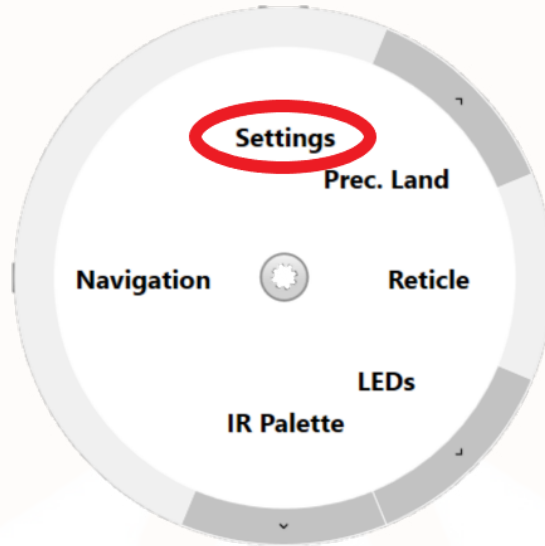 Settings
Prec. Land
Navigation
Reticle
LEDs
IR Palette